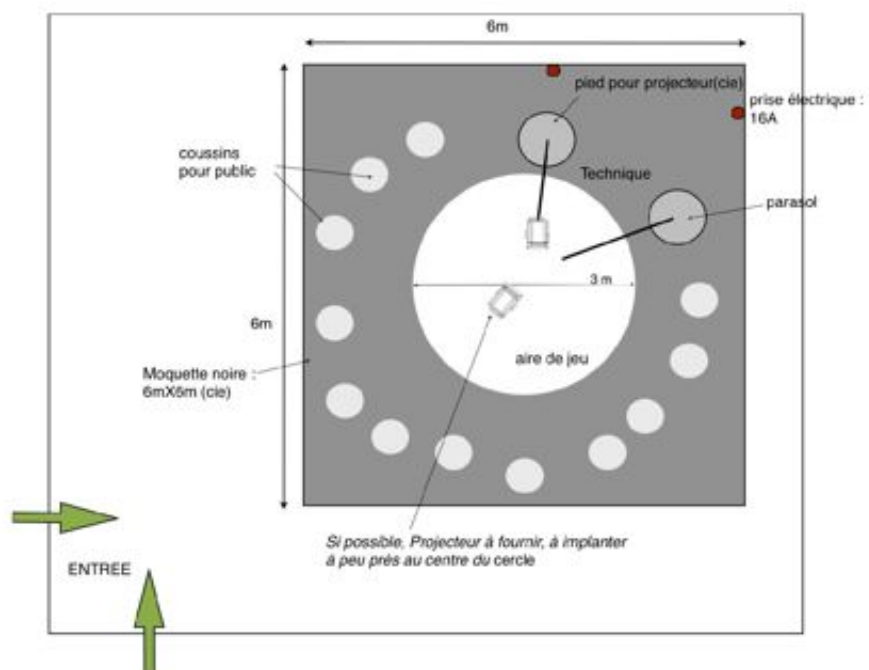 6m
pied pour projecteur(cie)
prise électrique :
16A
coussins
pour public
Technique
parasol
3 m
6m
aire de jeu
Moquette noire :
6mX6m (cie)
Si possible, Projecteur à fournir, à implanter
à peu près au centre du cercle
ENTREE